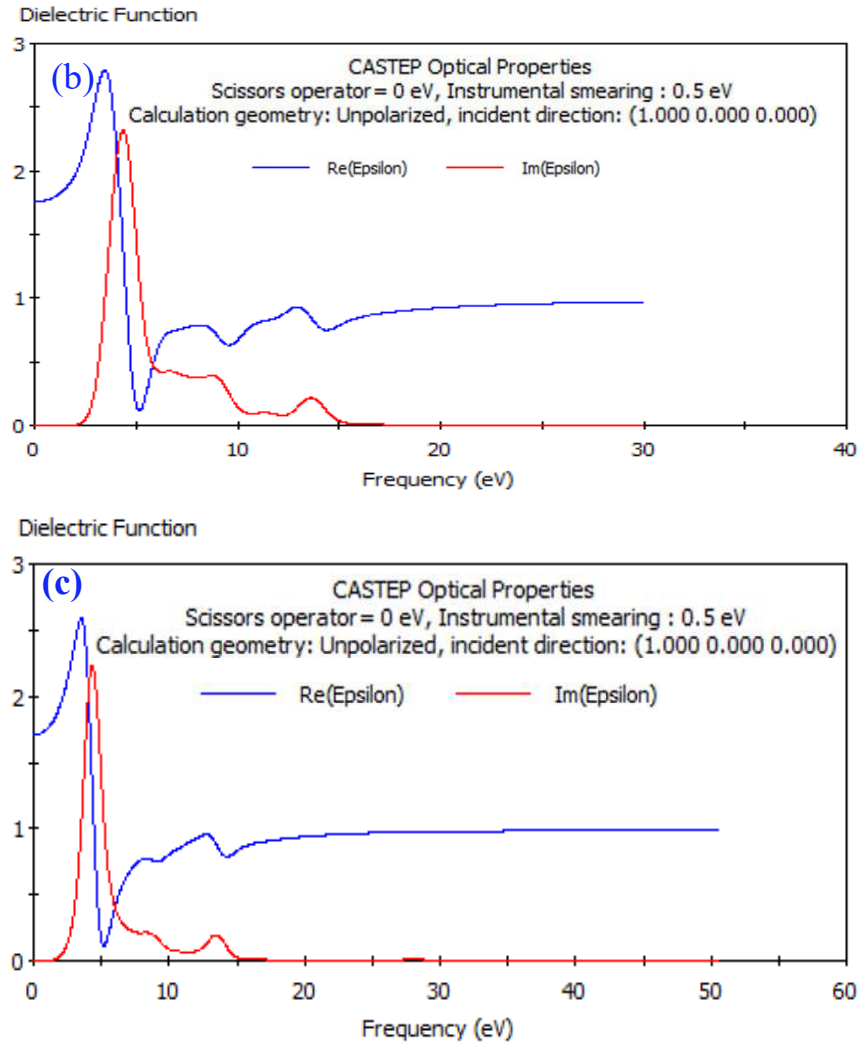 Dielectric Function
3
(b)
CASTEP Optical Properties
Scissors operator= 0 eV, Instrumental smearing : 0.5 eV
Calculation geometry: Unpolarized, incident direction: (1.000 0.000 0.000)
Re(Epsilon) Im(Epsilon)
2
1
0
0 10 20 30 40
Frequency (eV)
Dielectric Function
3
(c)
CASTEP Optical Properties
Scissors operator= 0 eV, Instrumental smearing : 0.5 eV
Calculation geometry: Unpolarized, incident direction: (1.000 0.000 0.000)
Re(Epsilon) Im(Epsilon)
2
1
0
0 10 20 30 40 50 60
Frequency (eV)